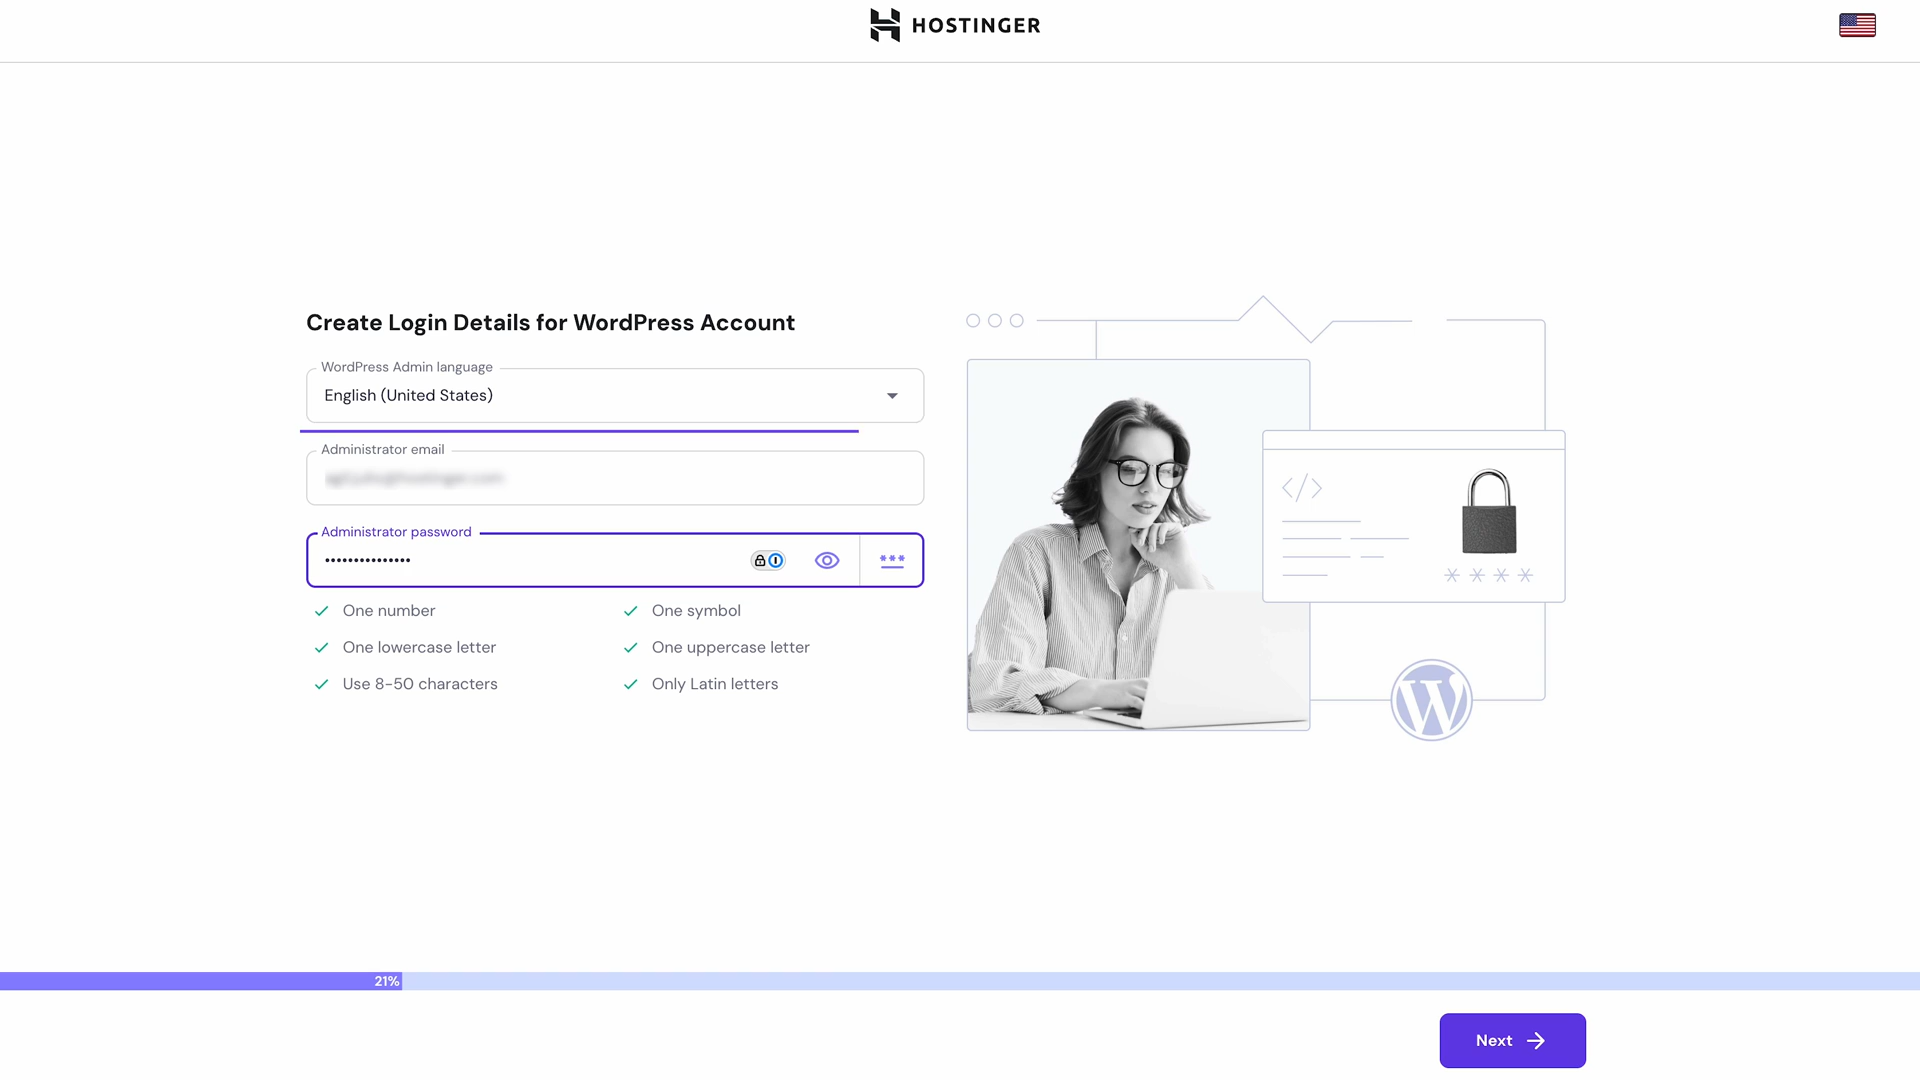 HOSTINGER
Create Login Details for WordPress Account
WordPress Admin language
English (United States)
Administrator email
Administrator password
•••••••••••••••
***
One number
One symbol
One lowercase letter
One uppercase letter
Use 8-50 characters
Only Latin letters
</>
* * * *
W
21%
Next →